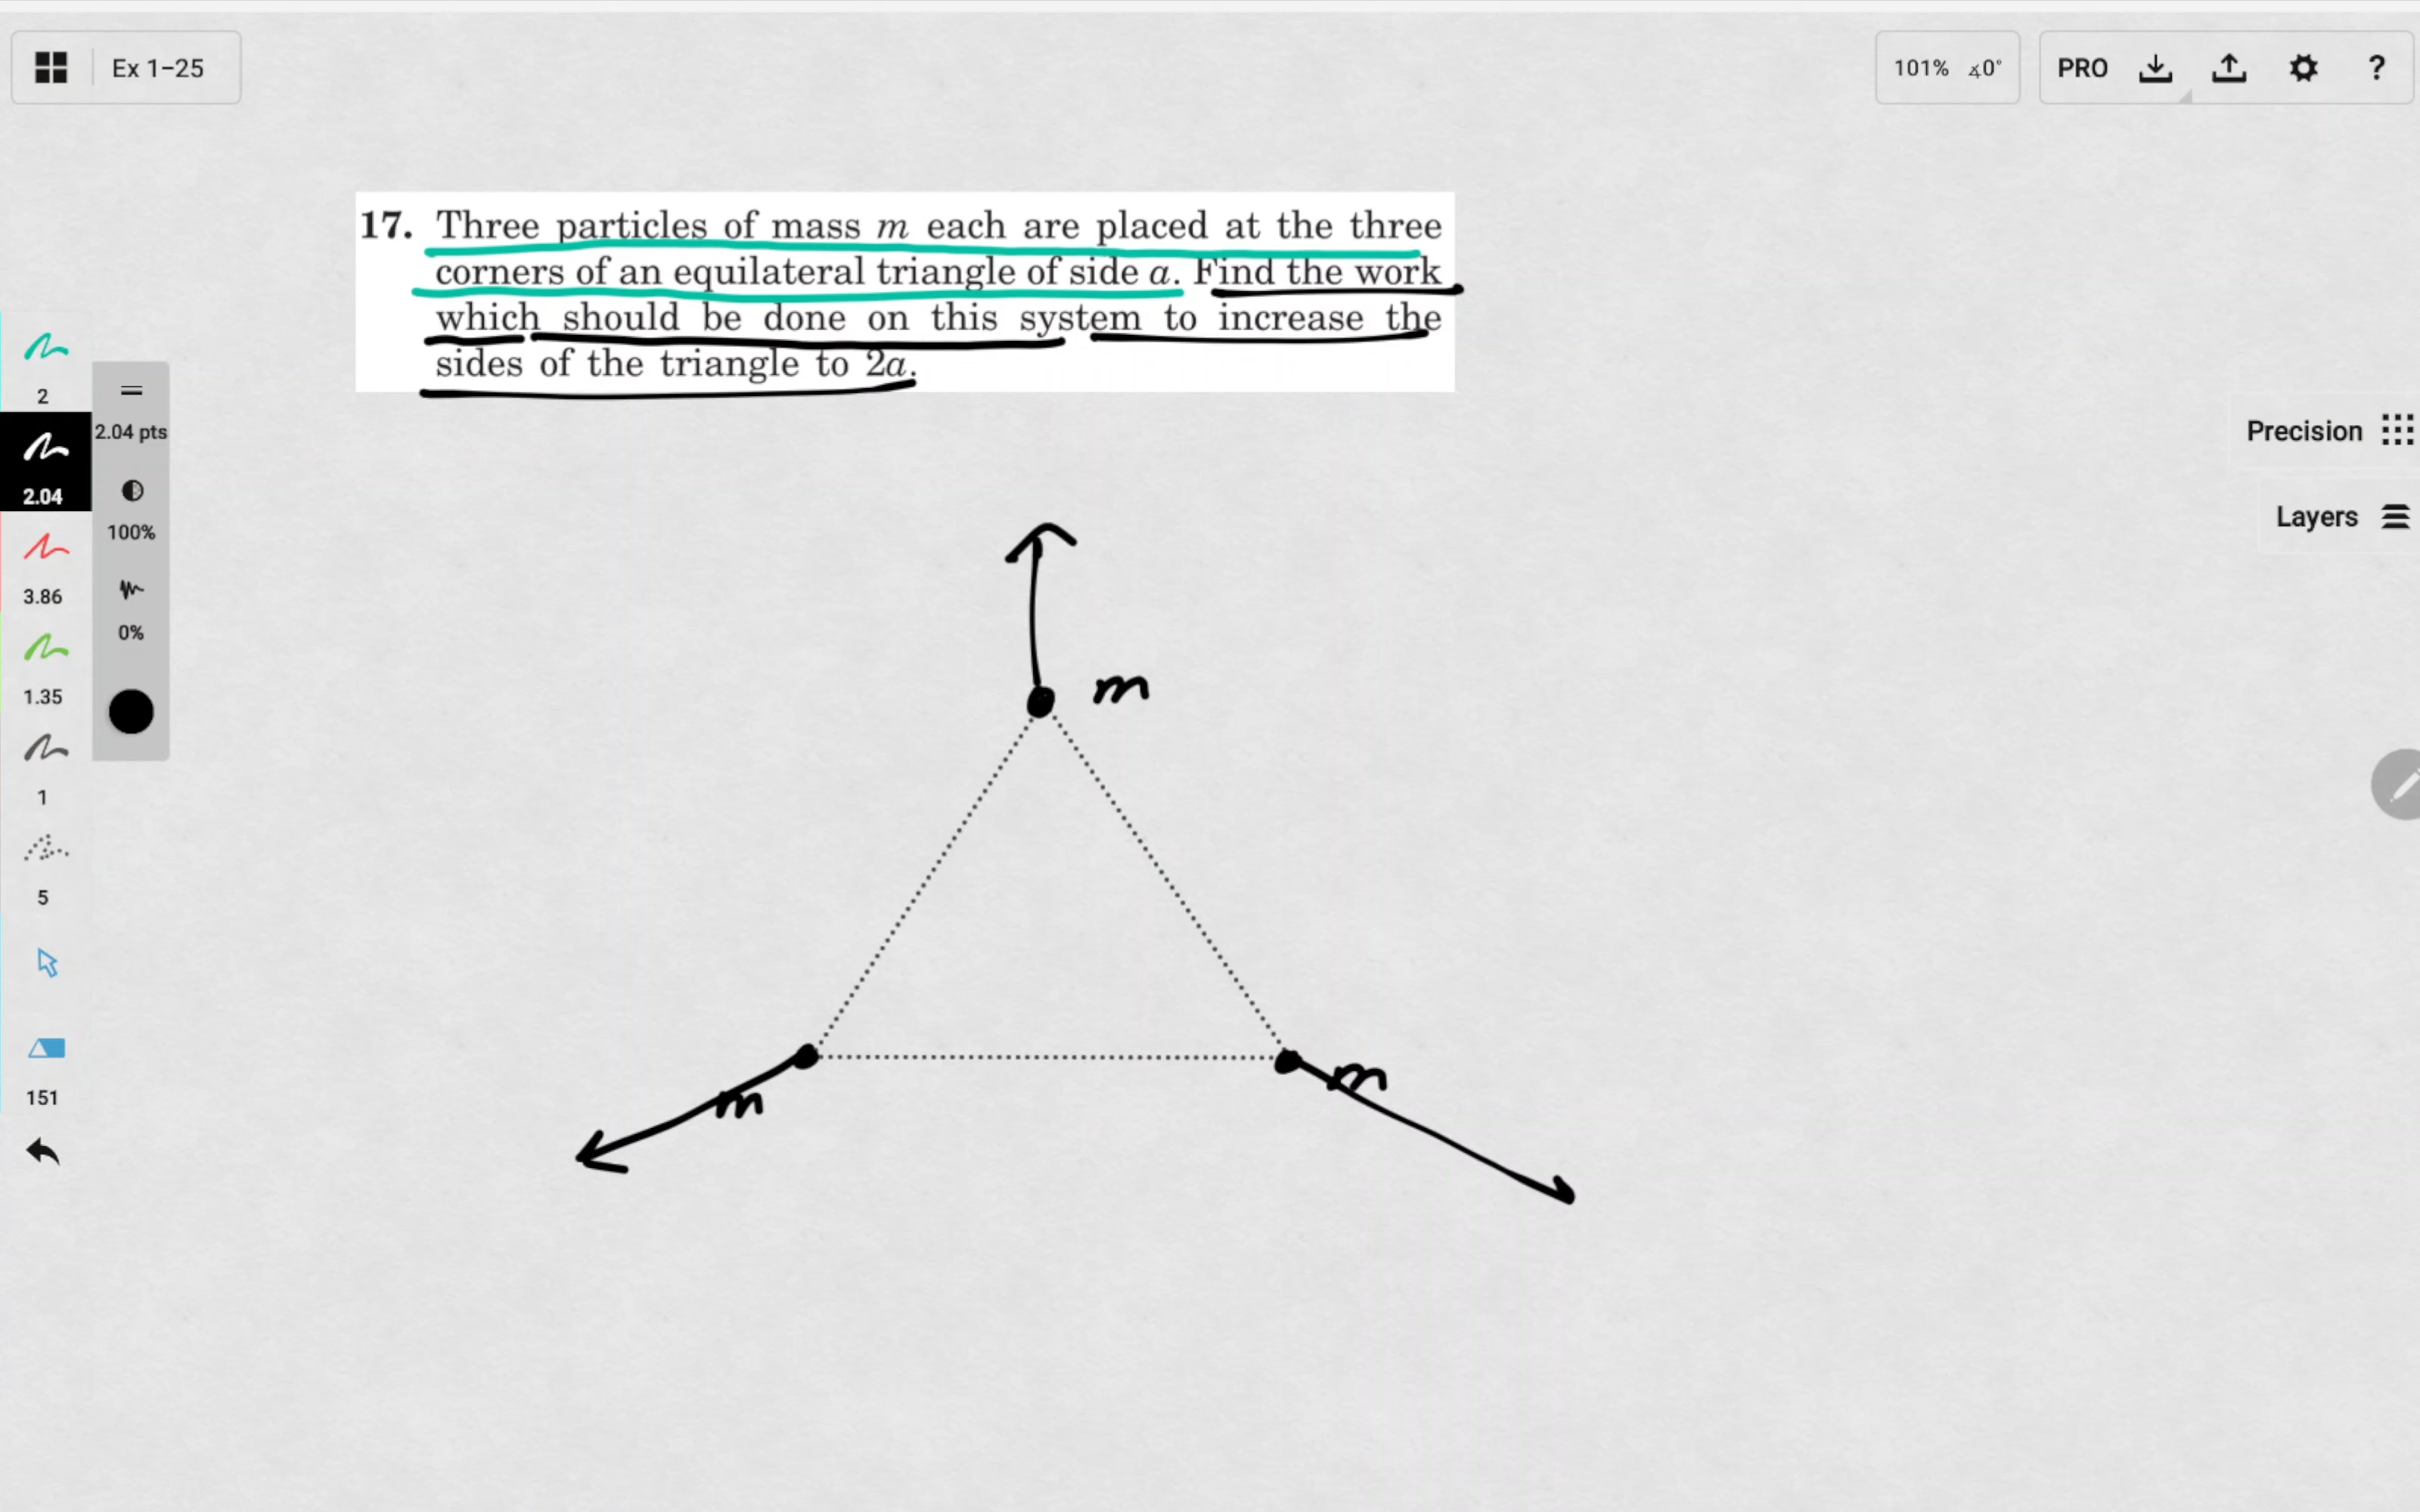 Ex 1–25
101% ∡0°
PRO
?
17. Three particles of mass m each are placed at the three
corners of an equilateral triangle of side a. Find the work
which should be done on this system to increase the
sides of the triangle to 2a.
2
2.04 pts
2.04
100%
3.86
0%
1.35
1
5
151
Precision
Layers
m
m
m